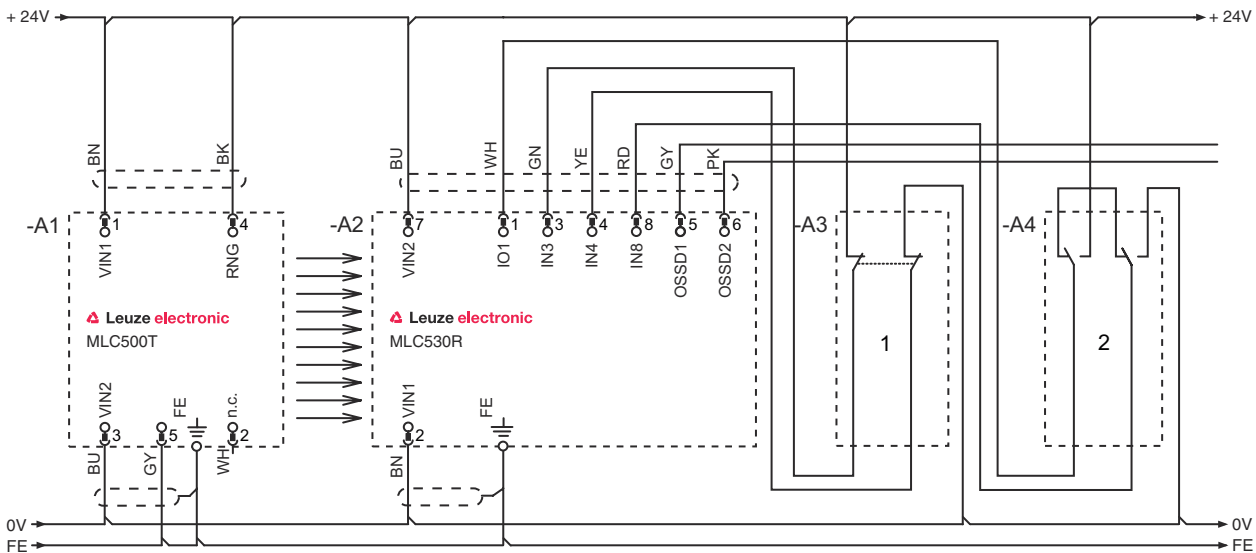 + 24V
+ 24V
BN
BK
BU
WH
GN
YE
RD
GY
PK
-A1
1
4
-A2
7
1
3
4
8
5
6
-A3
-A4
VIN1
RNG
VIN2
IO1
IN3
IN4
IN8
OSSD1
OSSD2
Leuze electronic
MLC500T
Leuze electronic
MLC530R
1
2
VIN2
FE
n.c.
VIN1
FE
3
5
2
2
BU
GY
WH
BN
0V
0V
FE
FE